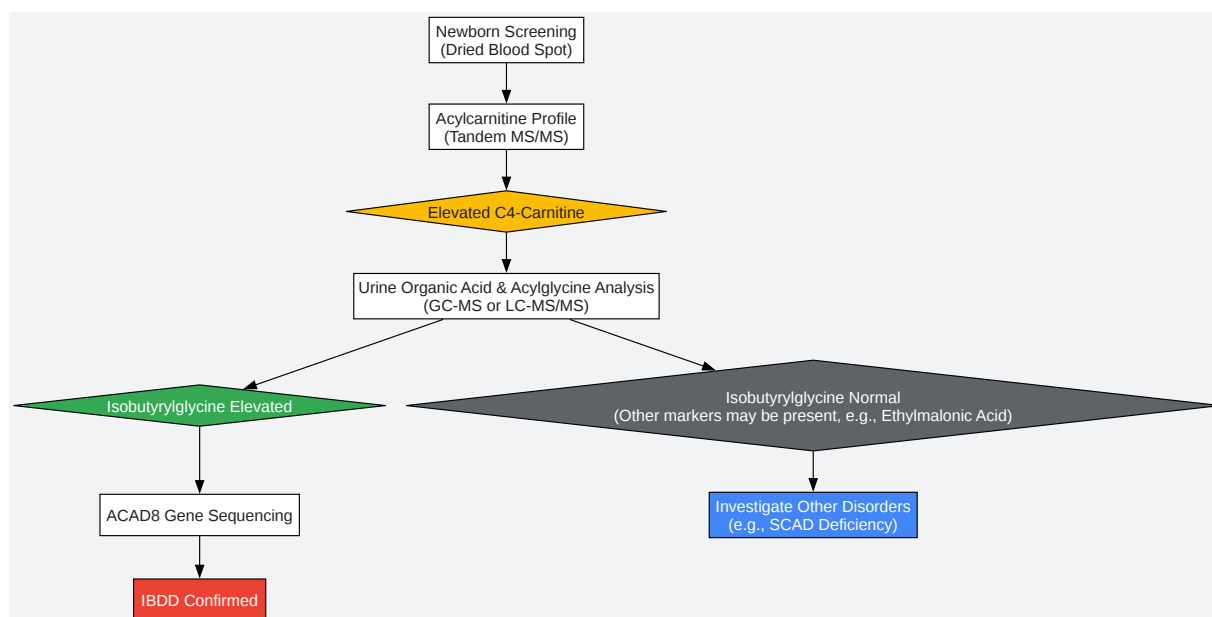 Newborn Screening
(Dried Blood Spot)
Acylcarnitine Profile
(Tandem MS/MS)
Elevated C4-Carnitine
Urine Organic Acid & Acylglycine Analysis
(GC-MS or LC-MS/MS)
Isobutyrylglycine Elevated
Isobutyrylglycine Normal
(Other markers may be present, e.g., Ethylmalonic Acid)
ACAD8 Gene Sequencing
Investigate Other Disorders
(e.g., SCAD Deficiency)
IBDD Confirmed